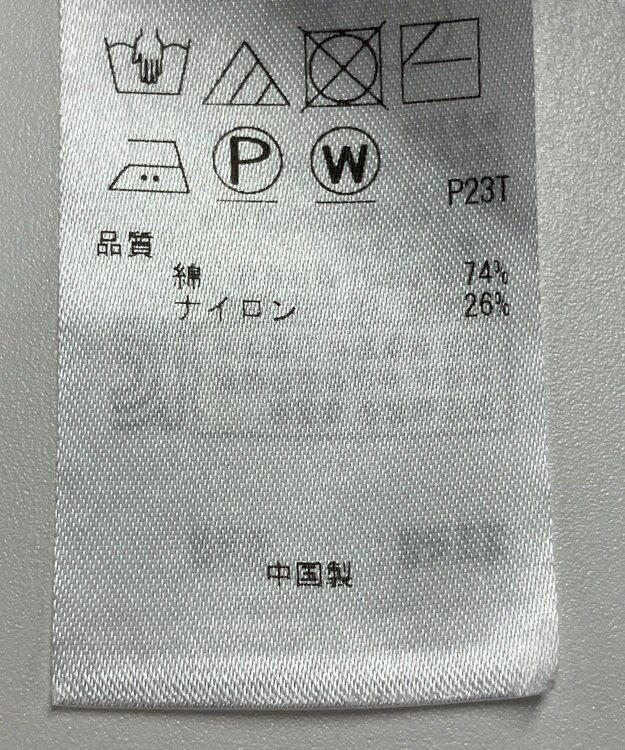 P W
P23T
品質
綿 74%
ナイロン 26%
中国製